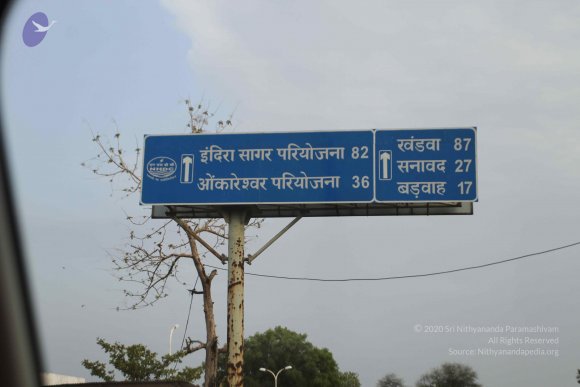 इंदिरा सागर परियोजना 82
ओंकारेश्वर परियोजना 36
खंडवा 87
सनावद 27
बड़वाह 17
NHDC
© 2020 Sri Nithyananda Paramashivam
All Rights Reserved
Source: Nithyanandapedia.org